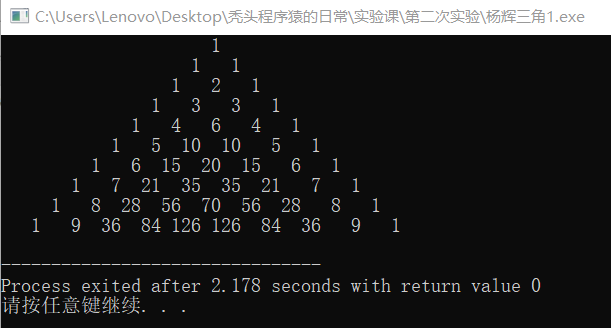 C:\Users\Lenovo\Desktop\秃头程序猿的日常\实验课\第二次实验\杨辉三角1.exe
1
1 1
1 2 1
1 3 3 1
1 4 6 4 1
1 5 10 10 5 1
1 6 15 20 15 6 1
1 7 21 35 35 21 7 1
1 8 28 56 70 56 28 8 1
1 9 36 84 126 126 84 36 9 1
--------------------------------
Process exited after 2.178 seconds with return value 0
请按任意键继续. . .